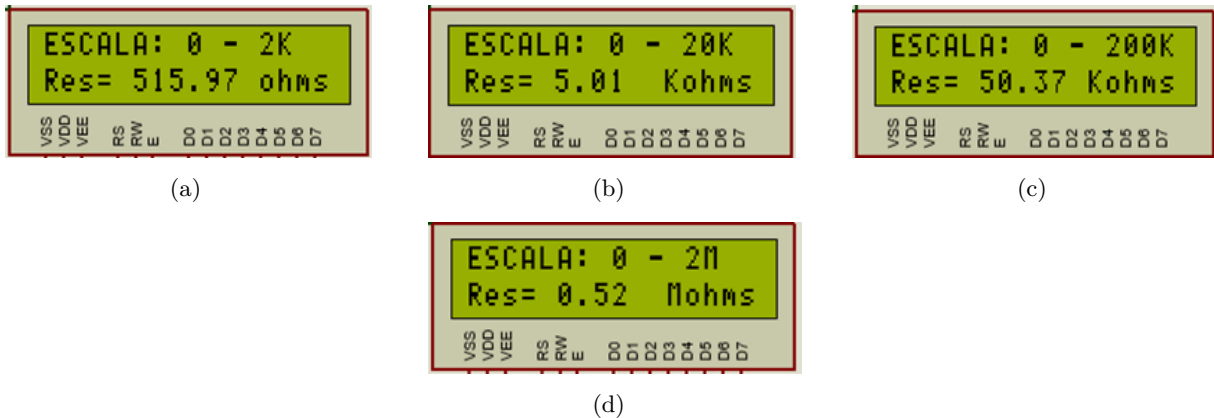 ESCALA: 0 - 2K
Res= 515.97 ohms
VSS VDD VEE RS RW E D0 D1 D2 D3 D4 D5 D6 D7
(a)
ESCALA: 0 - 20K
Res= 5.01 Kohms
VSS VDD VEE RS RW E D0 D1 D2 D3 D4 D5 D6 D7
(b)
ESCALA: 0 - 200K
Res= 50.37 Kohms
VSS VDD VEE RS RW E D0 D1 D2 D3 D4 D5 D6 D7
(c)
ESCALA: 0 - 2M
Res= 0.52 Mohms
VSS VDD VEE RS RW E D0 D1 D2 D3 D4 D5 D6 D7
(d)